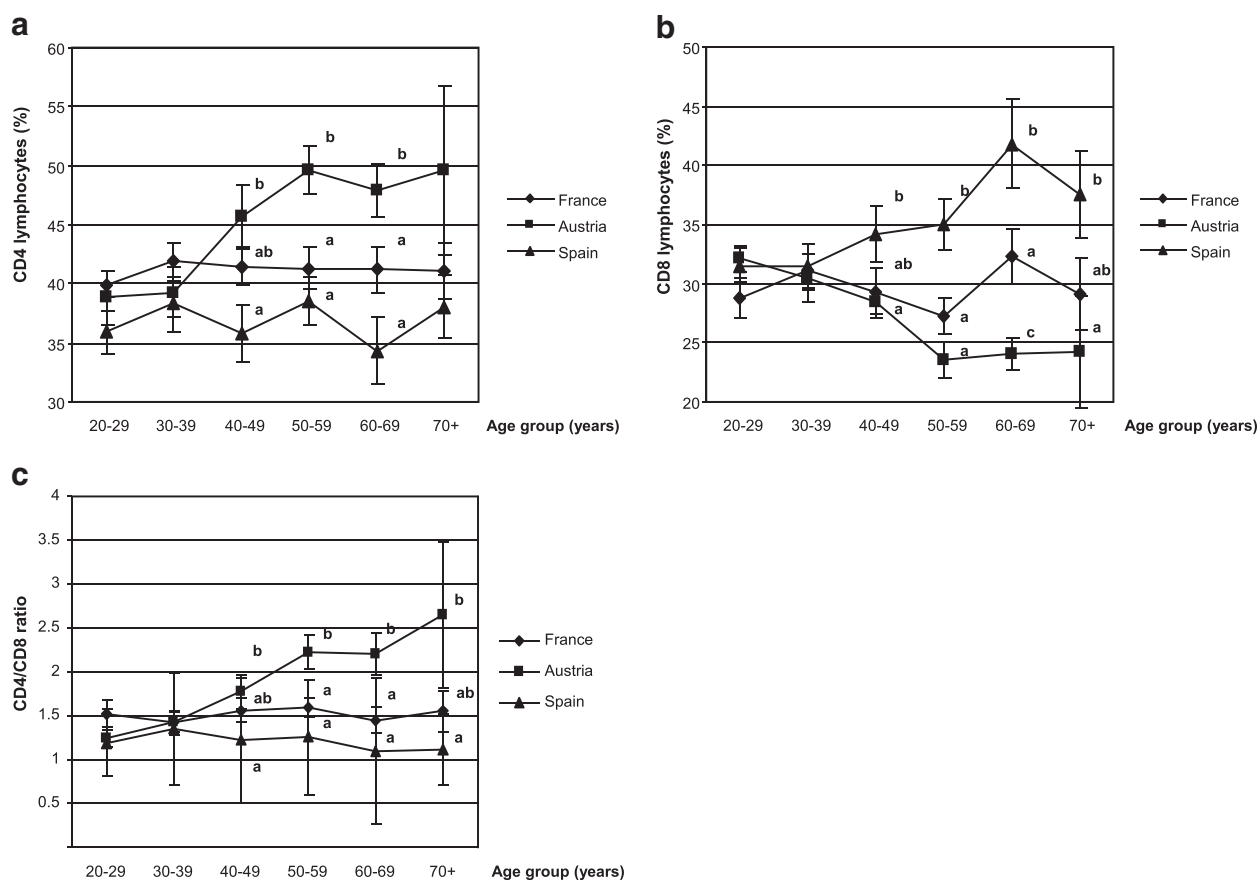 a
60
55
50
45
40
35
30
CD4 lymphocytes (%)
b
b
b
ab
a
a
a
a
a
20-29 30-39 40-49 50-59 60-69 70+ Age group (years)
France
Austria
Spain
b
50
45
40
35
30
25
20
CD8 lymphocytes (%)
b
b
b
b
ab
a
ab
a
a
a
c
a
20-29 30-39 40-49 50-59 60-69 70+ Age group (years)
France
Austria
Spain
c
4
3.5
3
2.5
2
1.5
1
0.5
CD4/CD8 ratio
b
b
b
b
ab
a
a
ab
a
a
a
a
20-29 30-39 40-49 50-59 60-69 70+ Age group (years)
France
Austria
Spain